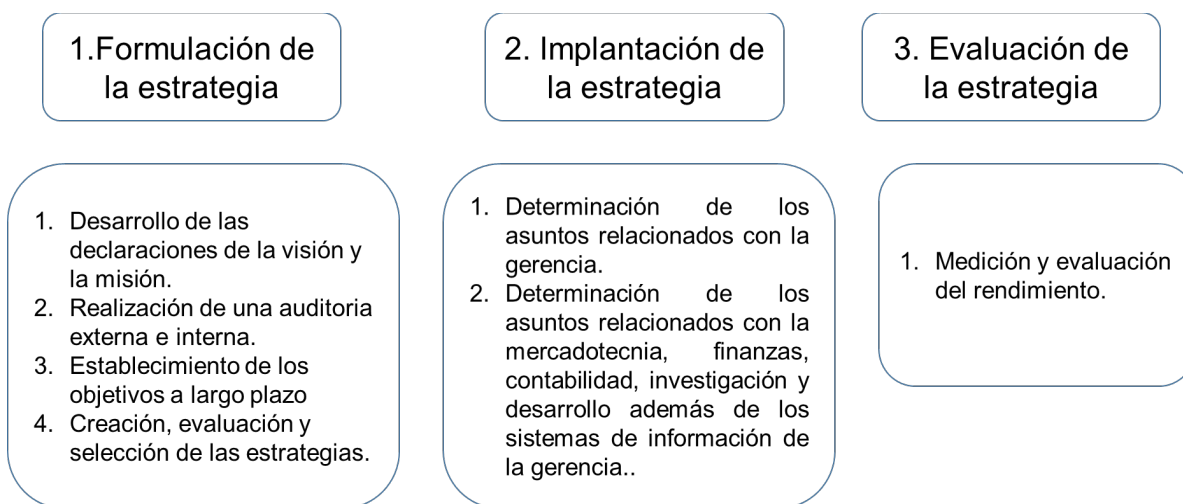 1.Formulación de
la estrategia
2. Implantación de
la estrategia
3. Evaluación de
la estrategia
1. Desarrollo de las
declaraciones de la visión y
la misión.
2. Realización de una auditoria
externa e interna.
3. Establecimiento de los
objetivos a largo plazo
4. Creación, evaluación y
selección de las estrategias.
1. Determinación de los
asuntos relacionados con la
gerencia.
2. Determinación de los
asuntos relacionados con la
mercadotecnia, finanzas,
contabilidad, investigación y
desarrollo además de los
sistemas de información de
la gerencia..
1. Medición y evaluación
del rendimiento.